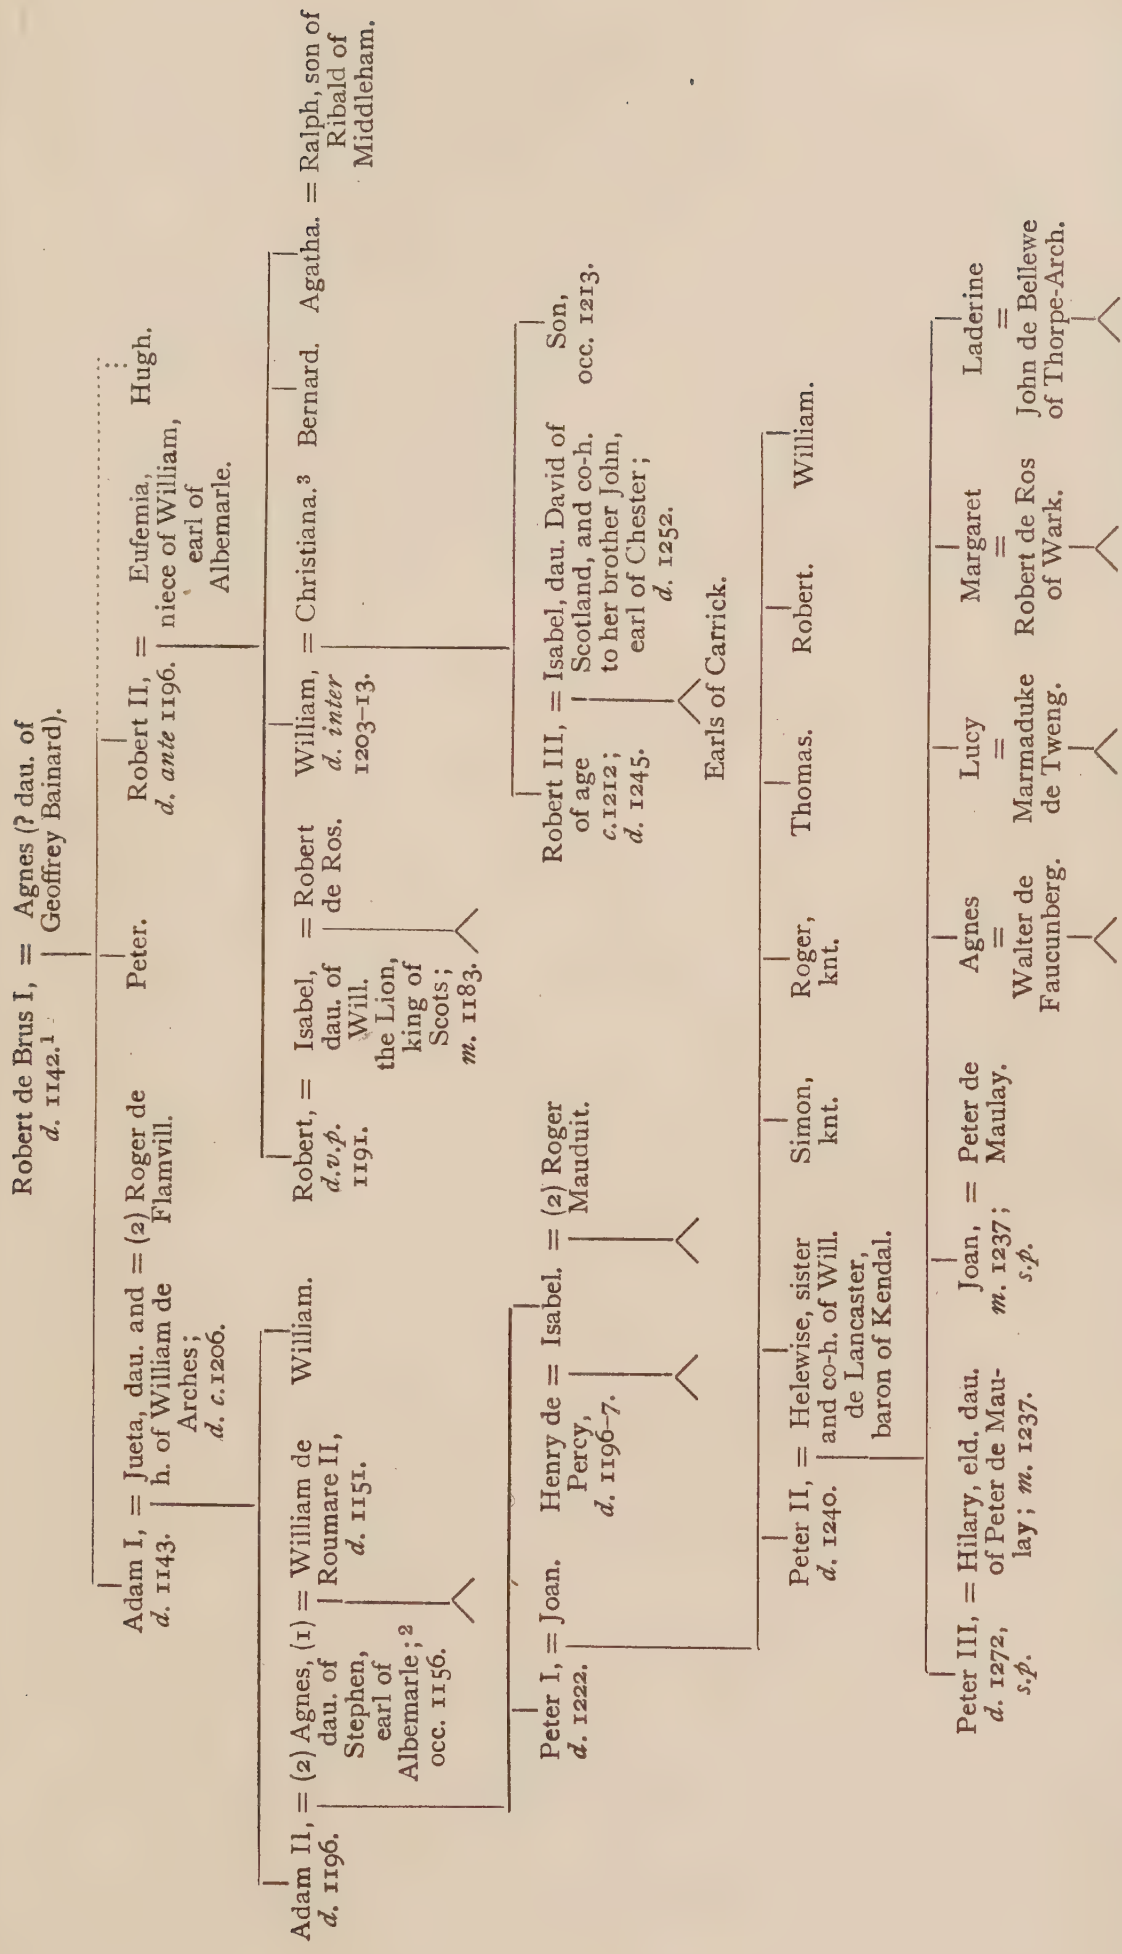 Robert de Brus I, = Agnes (? dau. of
d. 1142.¹ Geoffrey Bainard).
Adam I, = Jueta, dau. and = (2) Roger de
d. 1143. h. of William de Flamvill.
Arches;
d. c.1206.
Peter.
Robert II, = Eufemia,
d. ante 1196. niece of William,
earl of
Albemarle.
Hugh.
Adam II, = (2) Agnes, (1) = William de
d. 1196. dau. of Roumare II,
Stephen, d. 1151.
earl of
Albemarle;²
occ. 1156.
William.
Robert, = Isabel, = Robert
d.v.p. dau. of de Ros.
1191. Will.
the Lion,
king of
Scots;
m. 1183.
William, = Christiana.³
d. inter
1203–13.
Bernard.
Agatha. = Ralph, son of
Ribald of
Middleham.
Peter I, = Joan.
d. 1222.
Henry de = Isabel. = (2) Roger
Percy, Mauduit.
d. 1196–7.
Robert III, = Isabel, dau. David of
of age Scotland, and co-h.
c.1212; to her brother John,
d. 1245. earl of Chester;
d. 1252.
Son,
occ. 1213.
Earls of Carrick.
Peter II, = Helewise, sister
d. 1240. and co-h. of Will.
de Lancaster,
baron of Kendal.
Simon,
knt.
Roger,
knt.
Thomas.
Robert.
William.
Peter III, = Hilary, eld. dau.
d. 1272, of Peter de Mau-
s.p. lay; m. 1237.
Joan, = Peter de
m. 1237; Maulay.
s.p.
Agnes
=
Walter de
Faucunberg.
Lucy
=
Marmaduke
de Tweng.
Margaret
=
Robert de Ros
of Wark.
Laderine
=
John de Bellewe
of Thorpe-Arch.